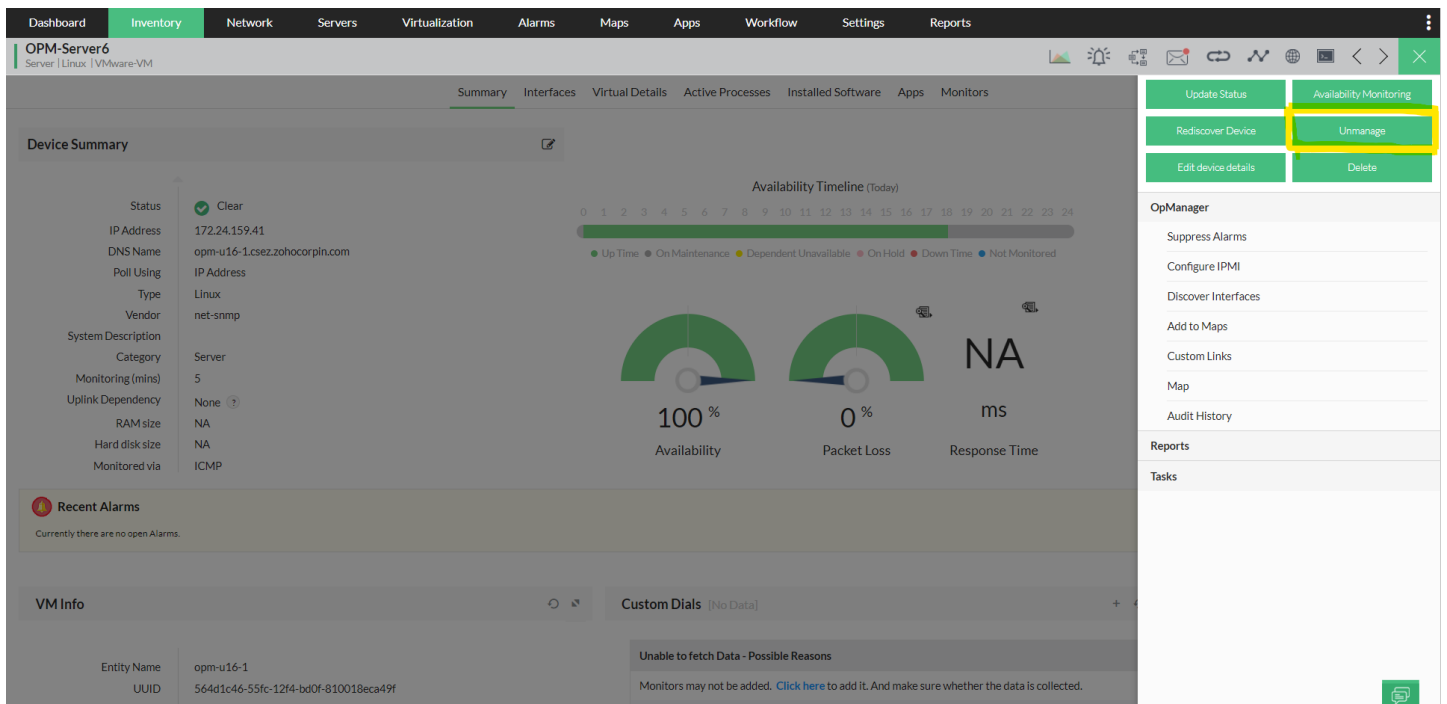 Dashboard Inventory Network Servers Virtualization Alarms Maps Apps Workflow Settings Reports
OPM-Server6
Server | Linux | VMware-VM
Summary Interfaces Virtual Details Active Processes Installed Software Apps Monitors
Device Summary
Status Clear
IP Address 172.24.159.41
DNS Name opm-u16-1.csez.zohocorpin.com
Poll Using IP Address
Type Linux
Vendor net-snmp
System Description
Category Server
Monitoring (mins) 5
Uplink Dependency None ?
RAM size NA
Hard disk size NA
Monitored via ICMP
Availability Timeline (Today)
0 1 2 3 4 5 6 7 8 9 10 11 12 13 14 15 16 17 18 19 20 21 22 23 24
Up Time On Maintenance Dependent Unavailable On Hold Down Time Not Monitored
100 % 0 % NA ms
Availability Packet Loss Response Time
Recent Alarms
Currently there are no open Alarms.
VM Info
Entity Name opm-u16-1
UUID 564d1c46-55fc-12f4-bd0f-810018eca49f
Custom Dials [No Data]
Unable to fetch Data - Possible Reasons
Monitors may not be added. Click here to add it. And make sure whether the data is collected.
Update Status Availability Monitoring
Rediscover Device Unmanage
Edit device details Delete
OpManager
Suppress Alarms
Configure IPMI
Discover Interfaces
Add to Maps
Custom Links
Map
Audit History
Reports
Tasks